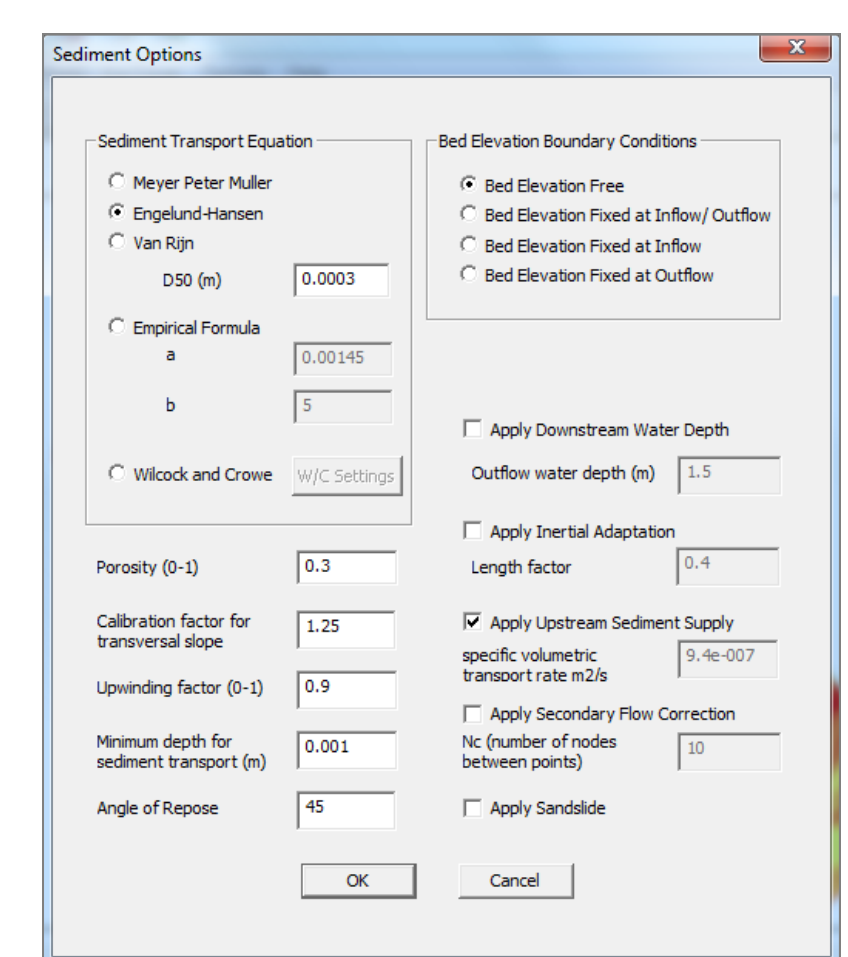 Sediment Options
Sediment Transport Equation
Meyer Peter Muller
Engelund-Hansen
Van Rijn
D50 (m)
0.0003
Empirical Formula
a
0.00145
b
5
Wilcock and Crowe
W/C Settings
Porosity (0-1)
0.3
Calibration factor for
transversal slope
1.25
Upwinding factor (0-1)
0.9
Minimum depth for
sediment transport (m)
0.001
Angle of Repose
45
Bed Elevation Boundary Conditions
Bed Elevation Free
Bed Elevation Fixed at Inflow/ Outflow
Bed Elevation Fixed at Inflow
Bed Elevation Fixed at Outflow
Apply Downstream Water Depth
Outflow water depth (m)
1.5
Apply Inertial Adaptation
Length factor
0.4
Apply Upstream Sediment Supply
specific volumetric
transport rate m2/s
9.4e-007
Apply Secondary Flow Correction
Nc (number of nodes
between points)
10
Apply Sandslide
OK
Cancel